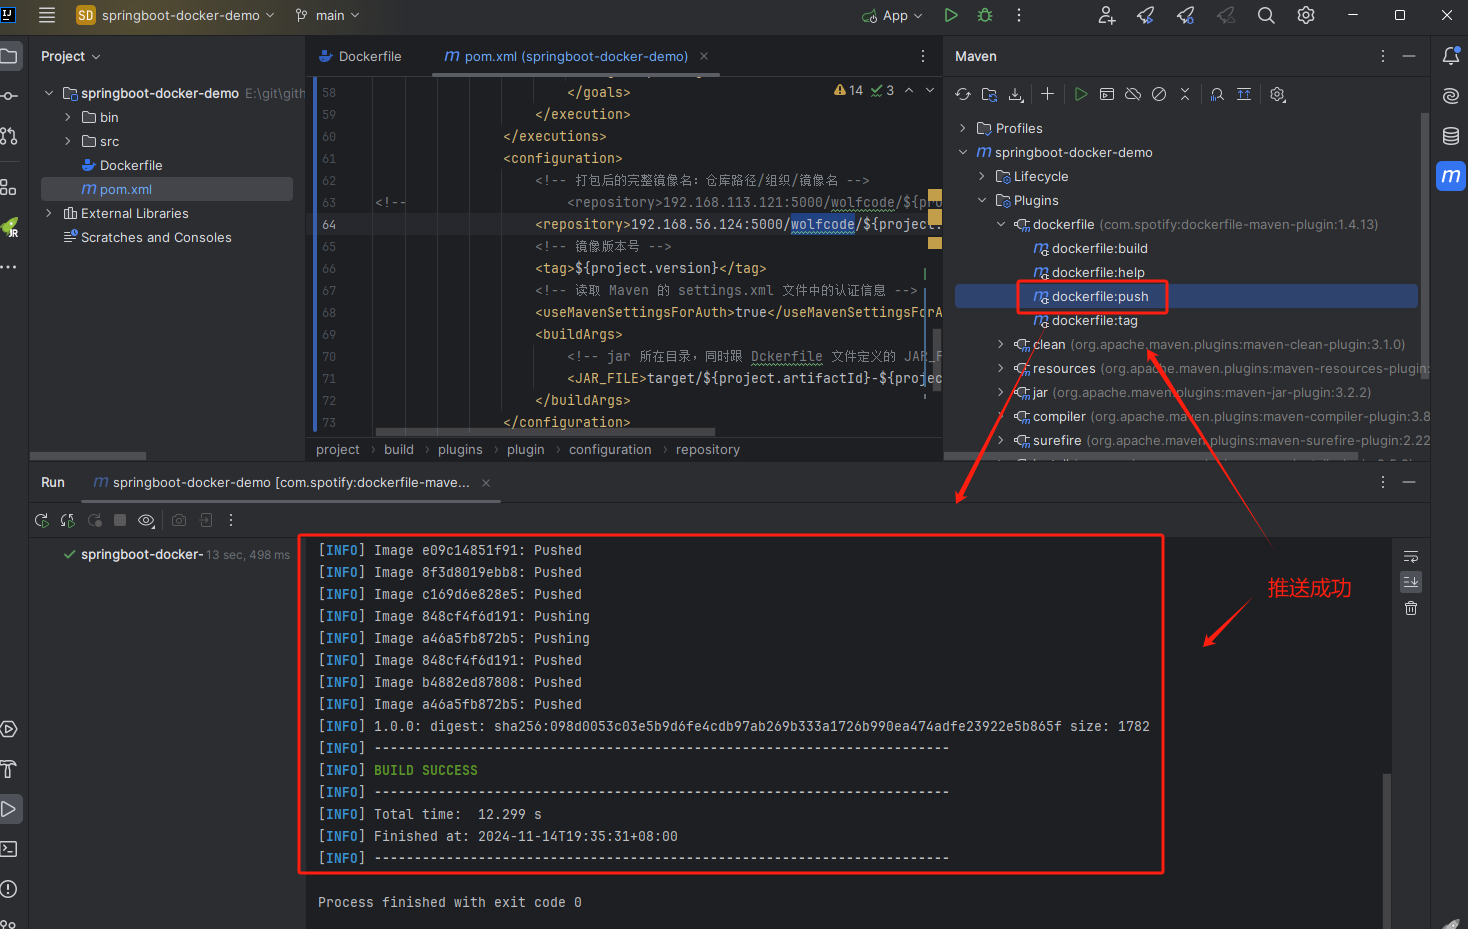 SD springboot-docker-demo main App
Project
springboot-docker-demo E:\git\gith
bin
src
Dockerfile
pom.xml
External Libraries
Scratches and Consoles
Dockerfile
pom.xml (springboot-docker-demo)
14 3
58 </goals>
59 </execution>
60 </executions>
61 <configuration>
62 <!-- 打包后的完整镜像名：仓库路径/组织/镜像名 -->
63 <!-- <repository>192.168.113.121:5000/wolfcode/${pro
64 <repository>192.168.56.124:5000/wolfcode/${project.
65 <!-- 镜像版本号 -->
66 <tag>${project.version}</tag>
67 <!-- 读取 Maven 的 settings.xml 文件中的认证信息 -->
68 <useMavenSettingsForAuth>true</useMavenSettingsForA
69 <buildArgs>
70 <!-- jar 所在目录，同时跟 Dckerfile 文件定义的 JAR_F
71 <JAR_FILE>target/${project.artifactId}-${projec
72 </buildArgs>
73 </configuration>
project > build > plugins > plugin > configuration > repository
Maven
Profiles
springboot-docker-demo
Lifecycle
Plugins
dockerfile (com.spotify:dockerfile-maven-plugin:1.4.13)
dockerfile:build
dockerfile:help
dockerfile:push
dockerfile:tag
clean (org.apache.maven.plugins:maven-clean-plugin:3.1.0)
resources (org.apache.maven.plugins:maven-resources-plugin:
jar (org.apache.maven.plugins:maven-jar-plugin:3.2.2)
compiler (org.apache.maven.plugins:maven-compiler-plugin:3.8
surefire (org.apache.maven.plugins:maven-surefire-plugin:2.22
Run springboot-docker-demo [com.spotify:dockerfile-mave...
springboot-docker- 13 sec, 498 ms
[INFO] Image e09c14851f91: Pushed
[INFO] Image 8f3d8019ebb8: Pushed
[INFO] Image c169d6e828e5: Pushed
[INFO] Image 848cf4f6d191: Pushing
[INFO] Image a46a5fb872b5: Pushing
[INFO] Image 848cf4f6d191: Pushed
[INFO] Image b4882ed87808: Pushed
[INFO] Image a46a5fb872b5: Pushed
[INFO] 1.0.0: digest: sha256:098d0053c03e5b9d6fe4cdb97ab269b333a1726b990ea474adfe23922e5b865f size: 1782
[INFO] ------------------------------------------------------------------------
[INFO] BUILD SUCCESS
[INFO] ------------------------------------------------------------------------
[INFO] Total time:  12.299 s
[INFO] Finished at: 2024-11-14T19:35:31+08:00
[INFO] ------------------------------------------------------------------------
Process finished with exit code 0
推送成功